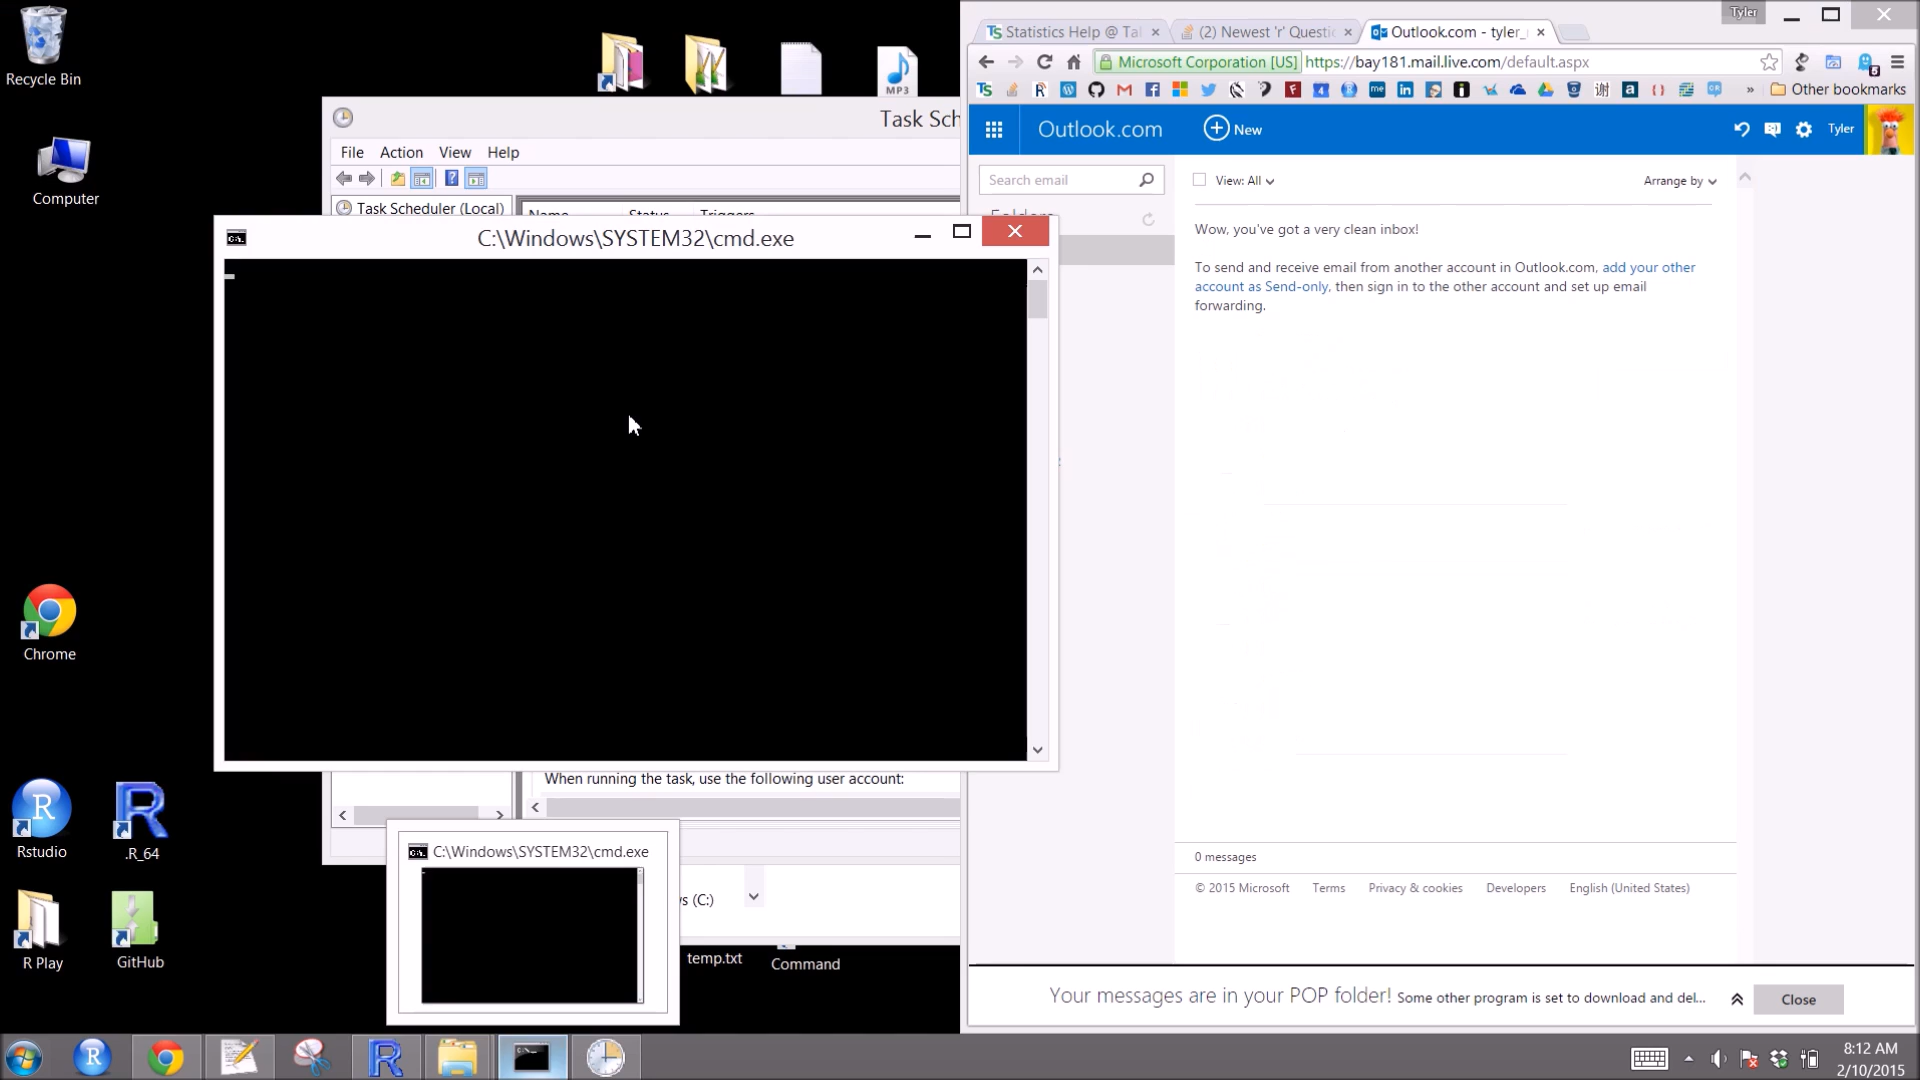 Recycle Bin
Computer
Chrome
Rstudio
.R_64
R Play
GitHub
MP3
Task Sch
File Action View Help
Task Scheduler (Local)
Name Status Triggers
C:\Windows\SYSTEM32\cmd.exe
When running the task, use the following user account:
C:\Windows\SYSTEM32\cmd.exe
s (C:)
temp.txt
Command
Tyler
Statistics Help @ Tal
(2) Newest 'r' Questic
Outlook.com - tyler_
Microsoft Corporation [US] https://bay181.mail.live.com/default.aspx
Other bookmarks
Outlook.com
New
Tyler
Search email
View: All
Arrange by
Folders
Wow, you've got a very clean inbox!
To send and receive email from another account in Outlook.com, add your other
account as Send-only, then sign in to the other account and set up email
forwarding.
0 messages
© 2015 Microsoft Terms Privacy & cookies Developers English (United States)
Your messages are in your POP folder! Some other program is set to download and del...
Close
8:12 AM
2/10/2015